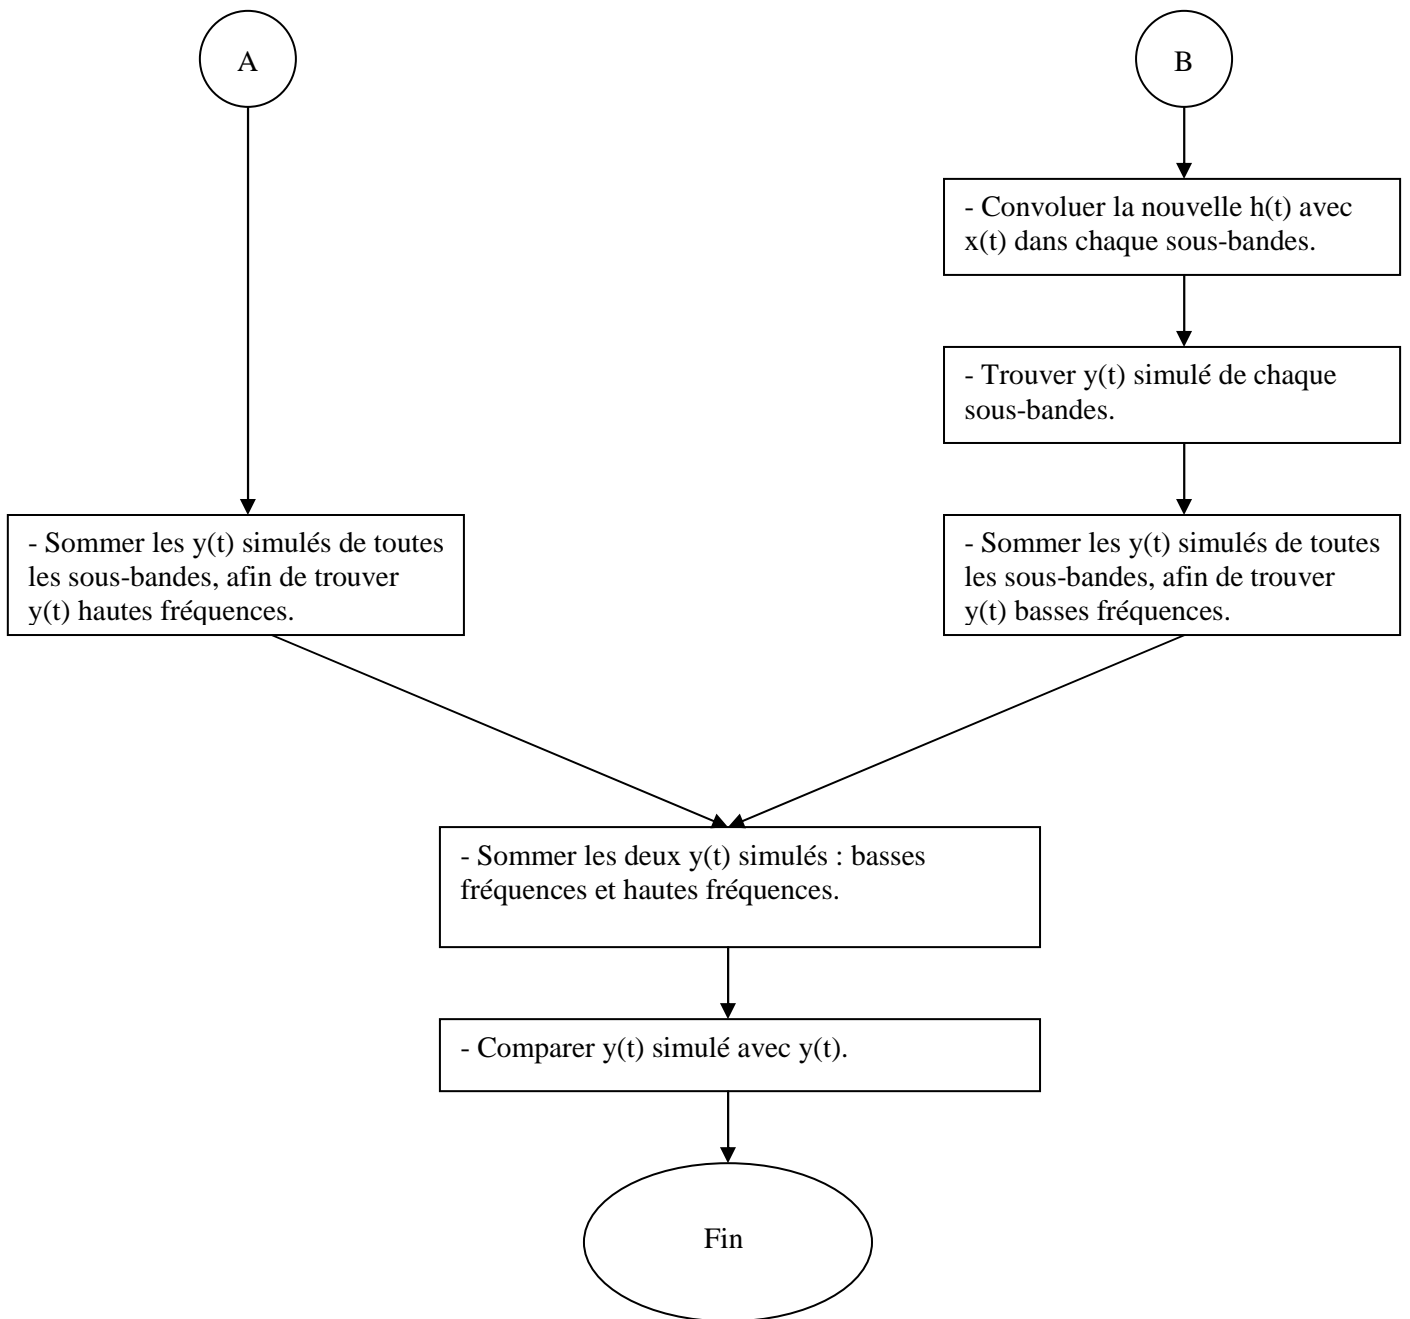 A
B
- Convoluer la nouvelle h(t) avec
x(t) dans chaque sous-bandes.
- Trouver y(t) simulé de chaque
sous-bandes.
- Sommer les y(t) simulés de toutes
les sous-bandes, afin de trouver
y(t) hautes fréquences.
- Sommer les y(t) simulés de toutes
les sous-bandes, afin de trouver
y(t) basses fréquences.
- Sommer les deux y(t) simulés : basses
fréquences et hautes fréquences.
- Comparer y(t) simulé avec y(t).
Fin